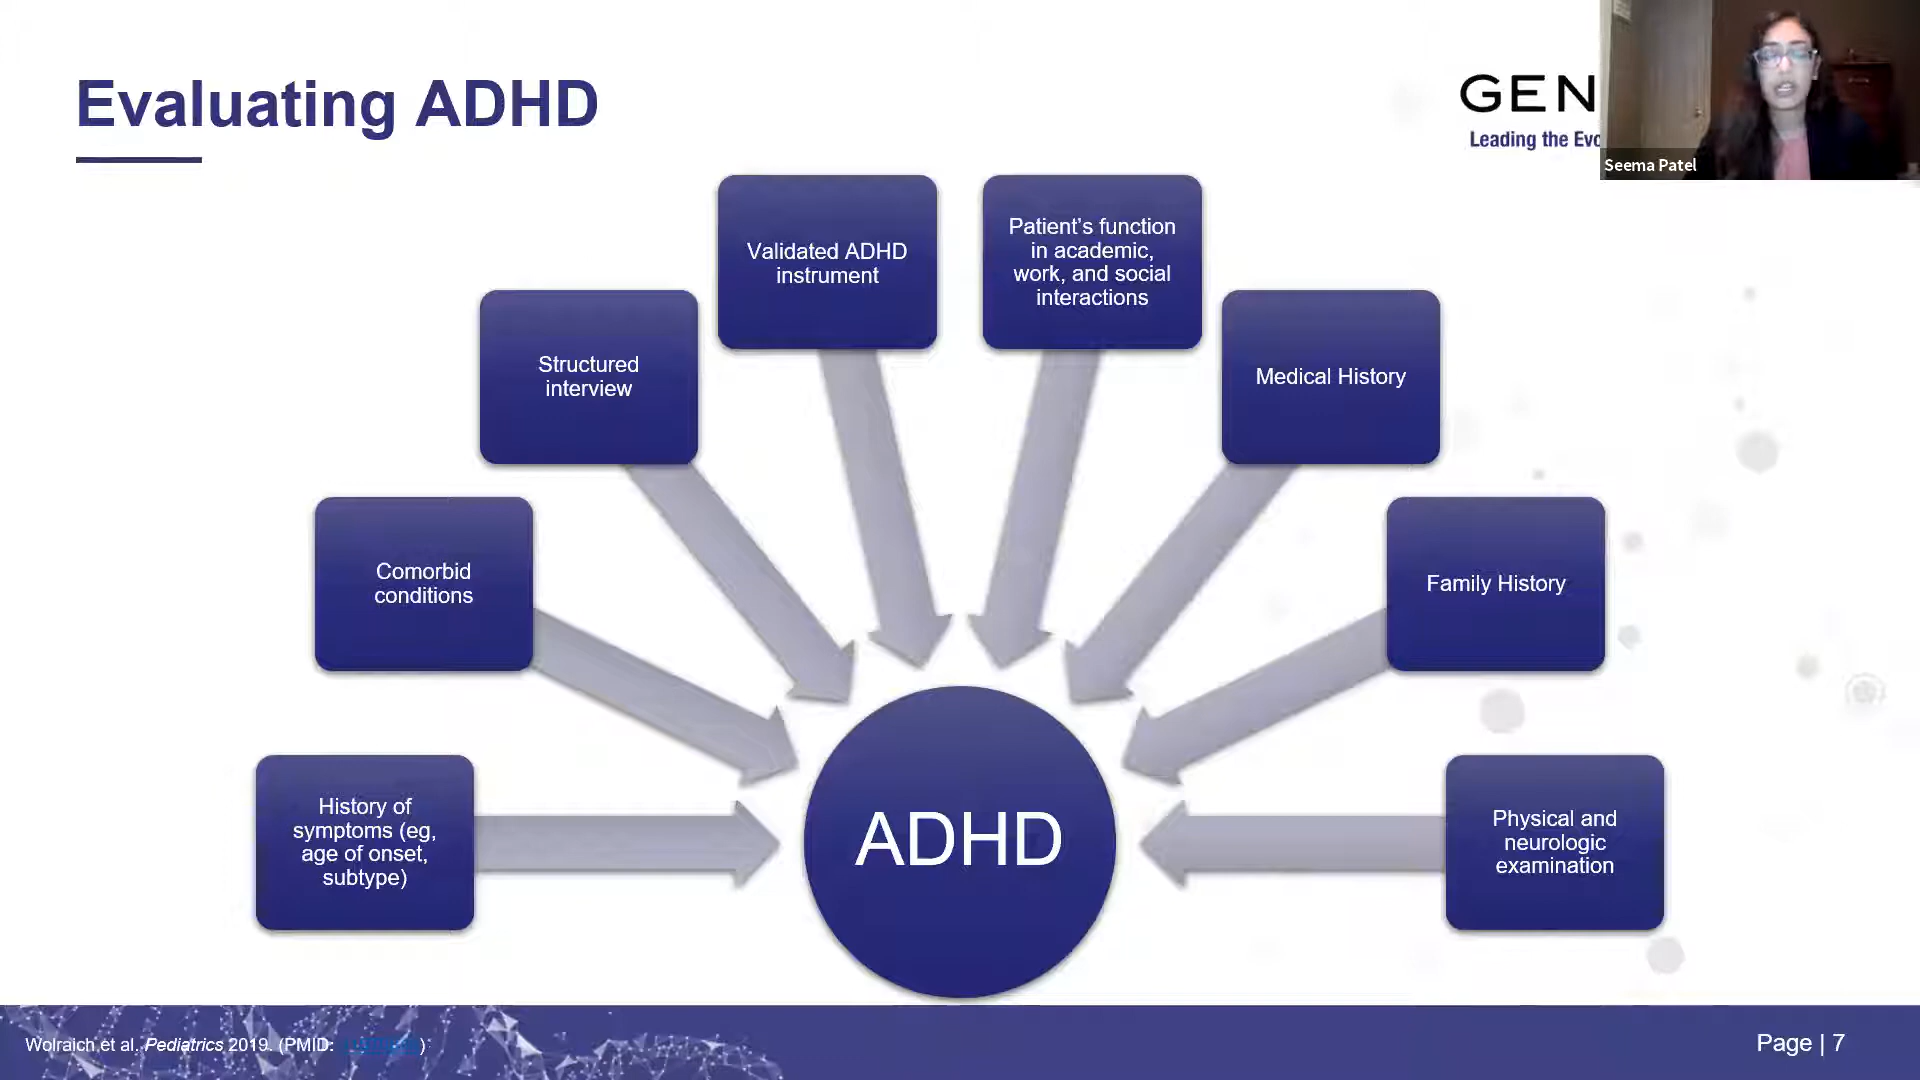 Evaluating ADHD
GEN
Leading the Evo
Seema Patel
Validated ADHD
instrument
Patient's function
in academic,
work, and social
interactions
Structured
interview
Medical History
Comorbid
conditions
Family History
History of
symptoms (eg,
age of onset,
subtype)
ADHD
Physical and
neurologic
examination
Wolraich et al. Pediatrics 2019. (PMID: )
Page | 7